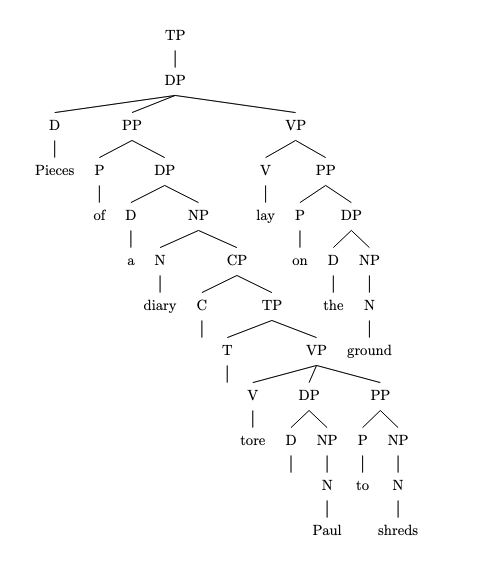 TP
DP
D PP VP
Pieces P DP V PP
of D NP lay P DP
a N CP on D NP
diary C TP the N
T VP ground
V DP PP
tore D NP P NP
N to N
Paul shreds